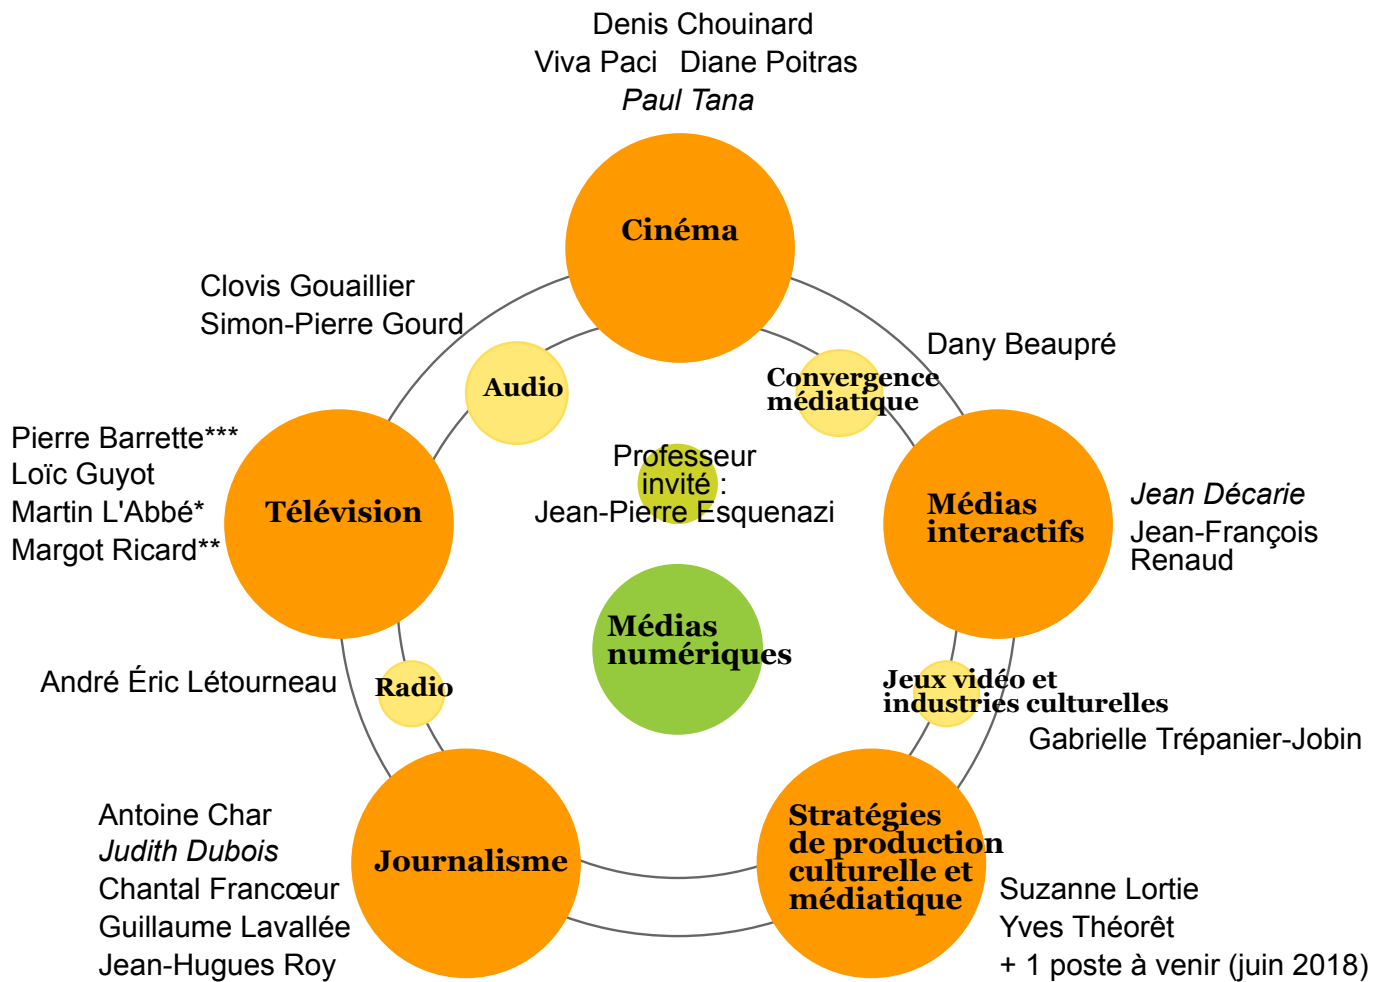 Denis Chouinard
Viva Paci Diane Poitras
Paul Tana
Cinéma
Clovis Gouaillier
Simon-Pierre Gourd
Audio
Dany Beaupré
Convergence
médiatique
Pierre Barrette***
Loïc Guyot
Martin L'Abbé*
Margot Ricard**
Télévision
Professeur
invité :
Jean-Pierre Esquenazi
Médias
interactifs
Jean Décarie
Jean-François
Renaud
Médias
numériques
André Éric Létourneau
Radio
Jeux vidéo et
industries culturelles
Gabrielle Trépanier-Jobin
Antoine Char
Judith Dubois
Chantal Francœur
Guillaume Lavallée
Jean-Hugues Roy
Journalisme
Stratégies
de production
culturelle et
médiatique
Suzanne Lortie
Yves Théorêt
+ 1 poste à venir (juin 2018)